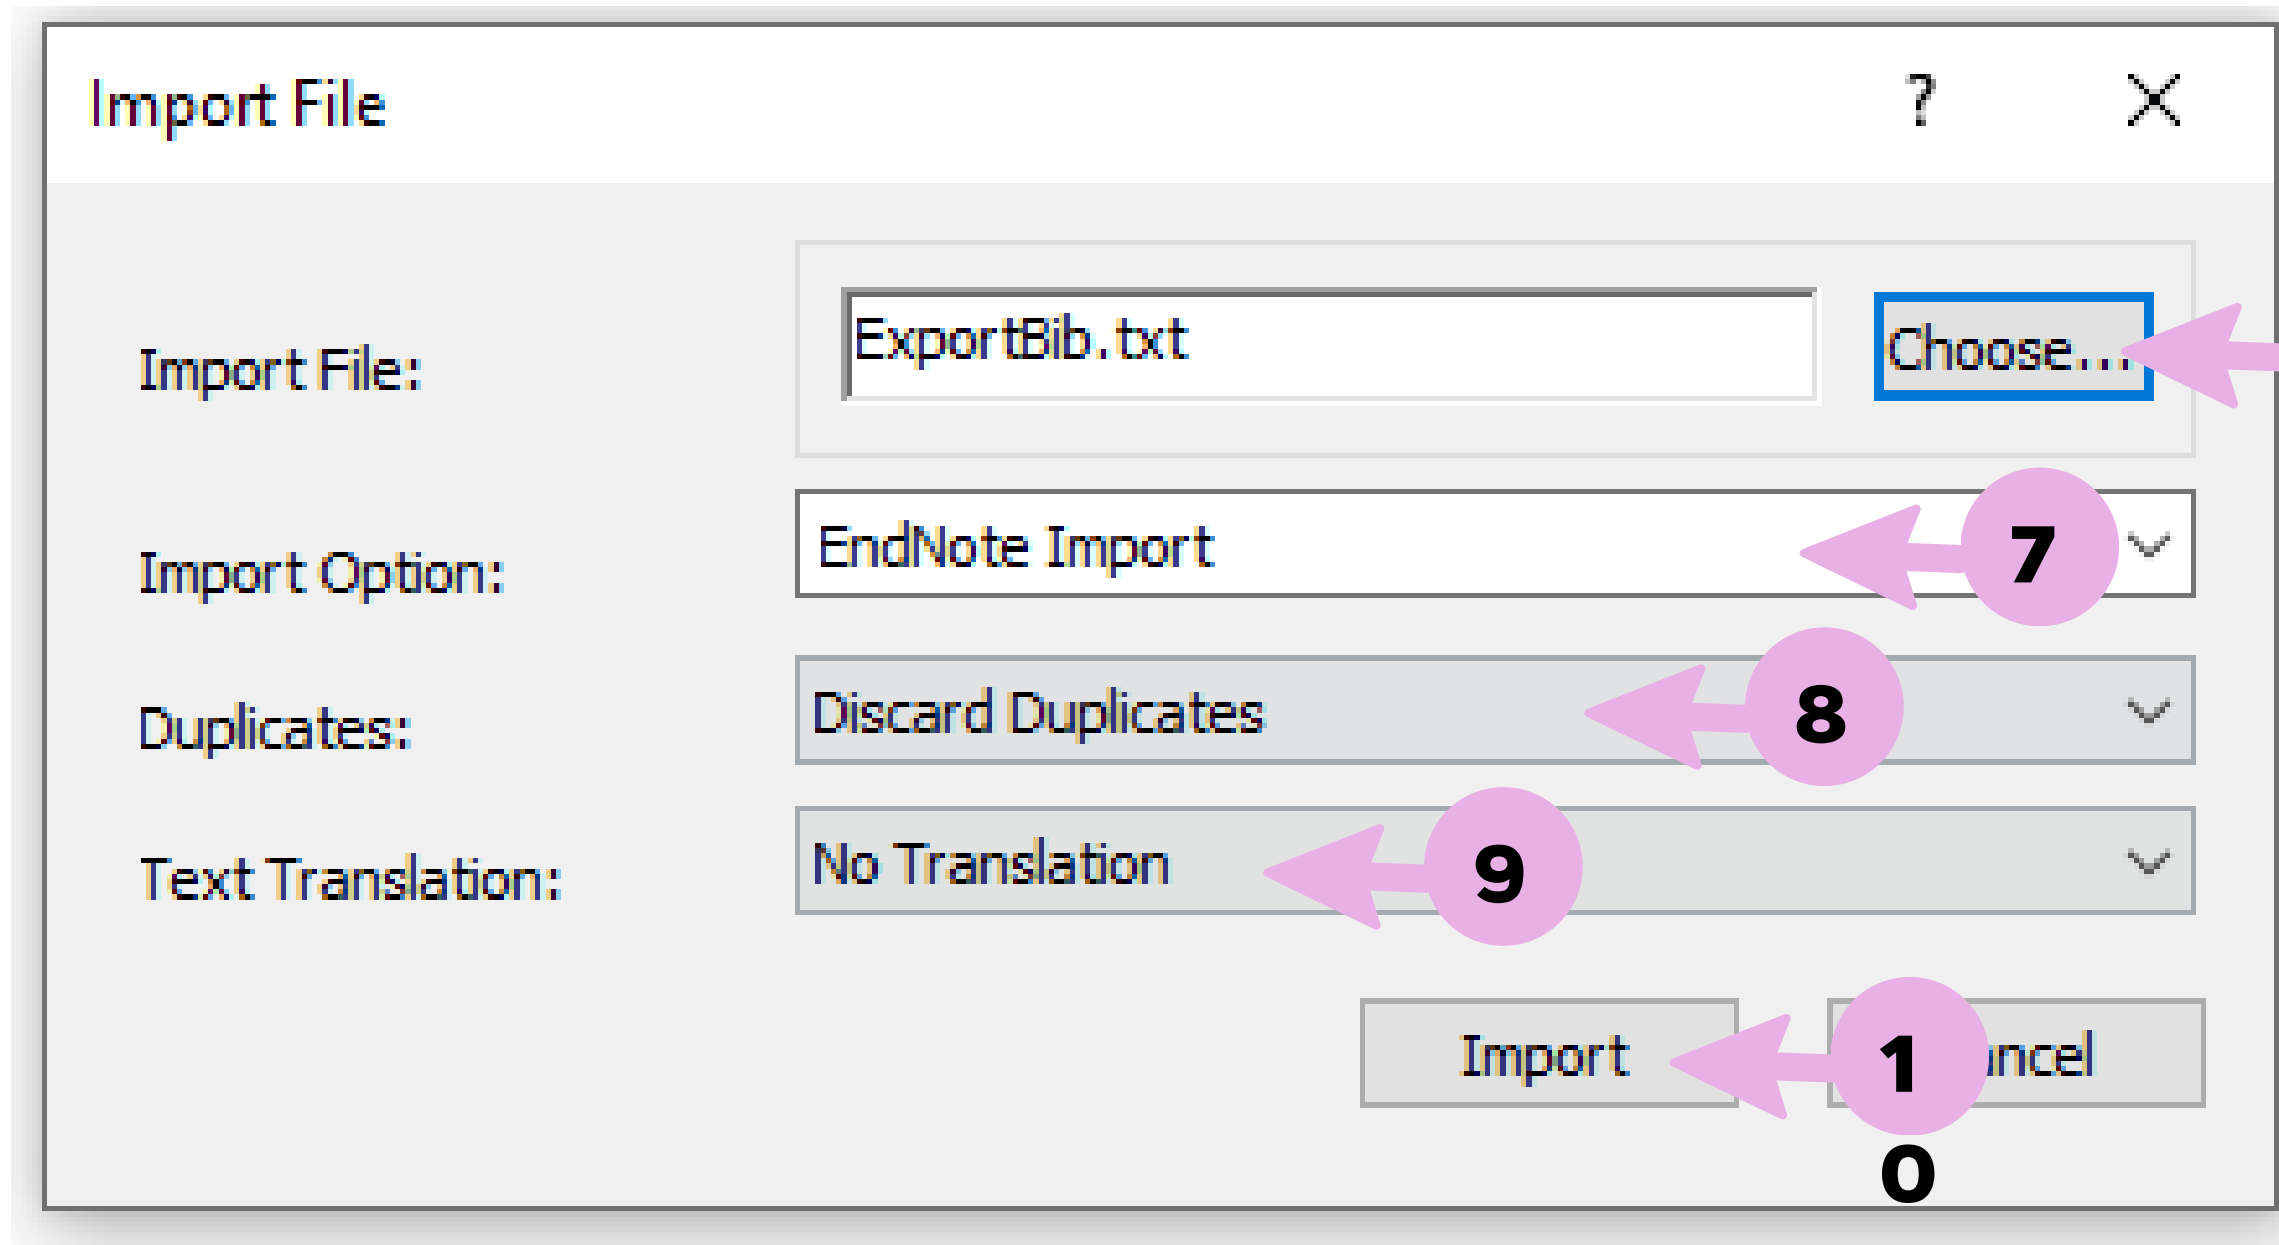 Import File ?
Import File: ExportBib.txt Choose...
Import Option: EndNote Import 7
Duplicates: Discard Duplicates 8
Text Translation: No Translation 9
Import 1
0